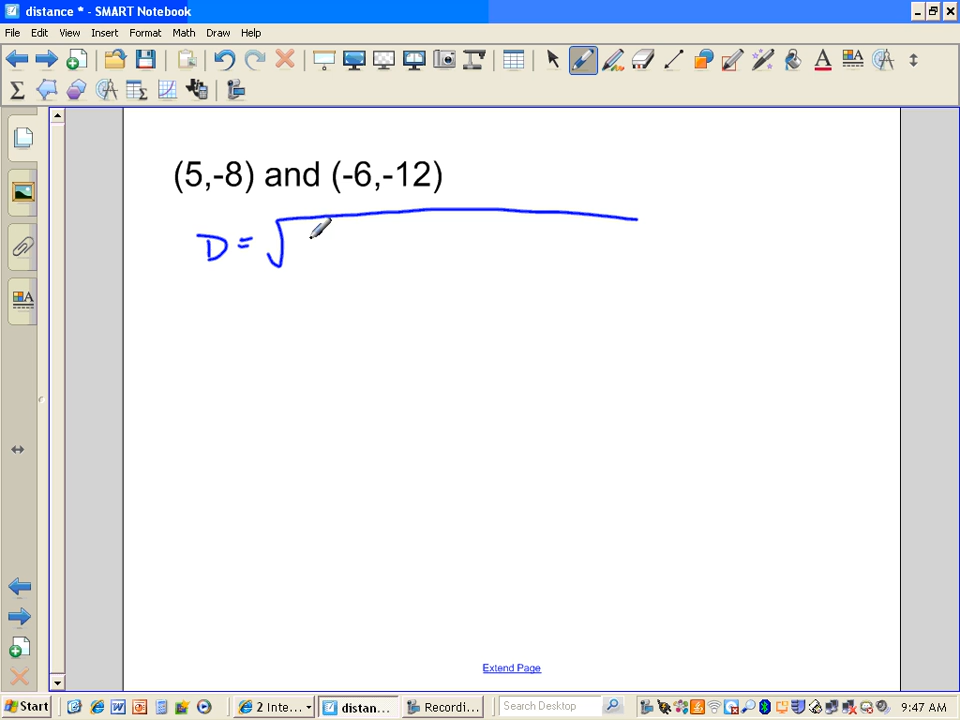 distance * - SMART Notebook
File Edit View Insert Format Math Draw Help
(5,-8) and (-6,-12)
D = √
Extend Page
Start 2 Inte... distan... Recordi... Search Desktop 9:47 AM